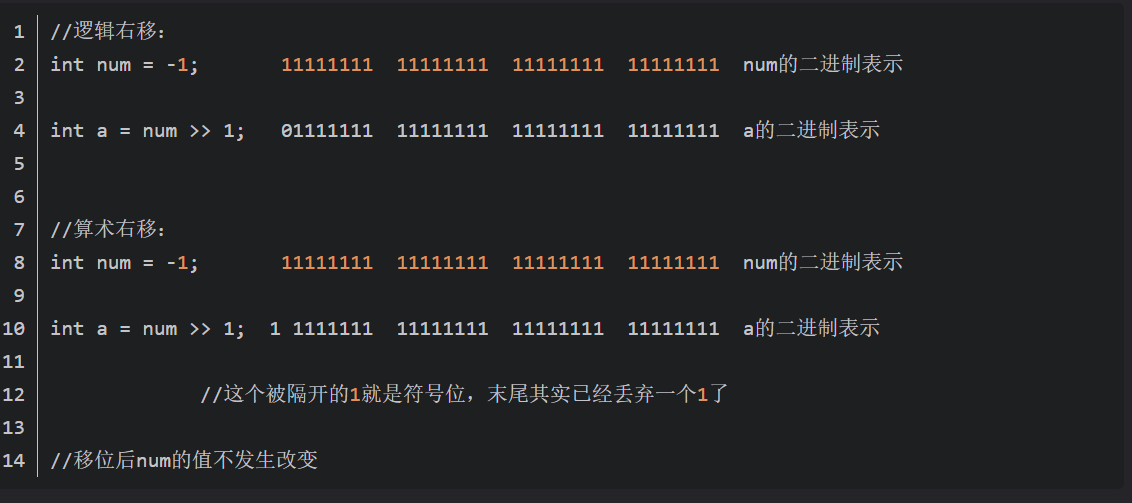 1 //逻辑右移：
2 int num = -1; 11111111 11111111 11111111 11111111 num的二进制表示
3
4 int a = num >> 1; 01111111 11111111 11111111 11111111 a的二进制表示
5
6
7 //算术右移：
8 int num = -1; 11111111 11111111 11111111 11111111 num的二进制表示
9
10 int a = num >> 1; 1 1111111 11111111 11111111 11111111 a的二进制表示
11
12 //这个被隔开的1就是符号位，末尾其实已经丢弃一个1了
13
14 //移位后num的值不发生改变